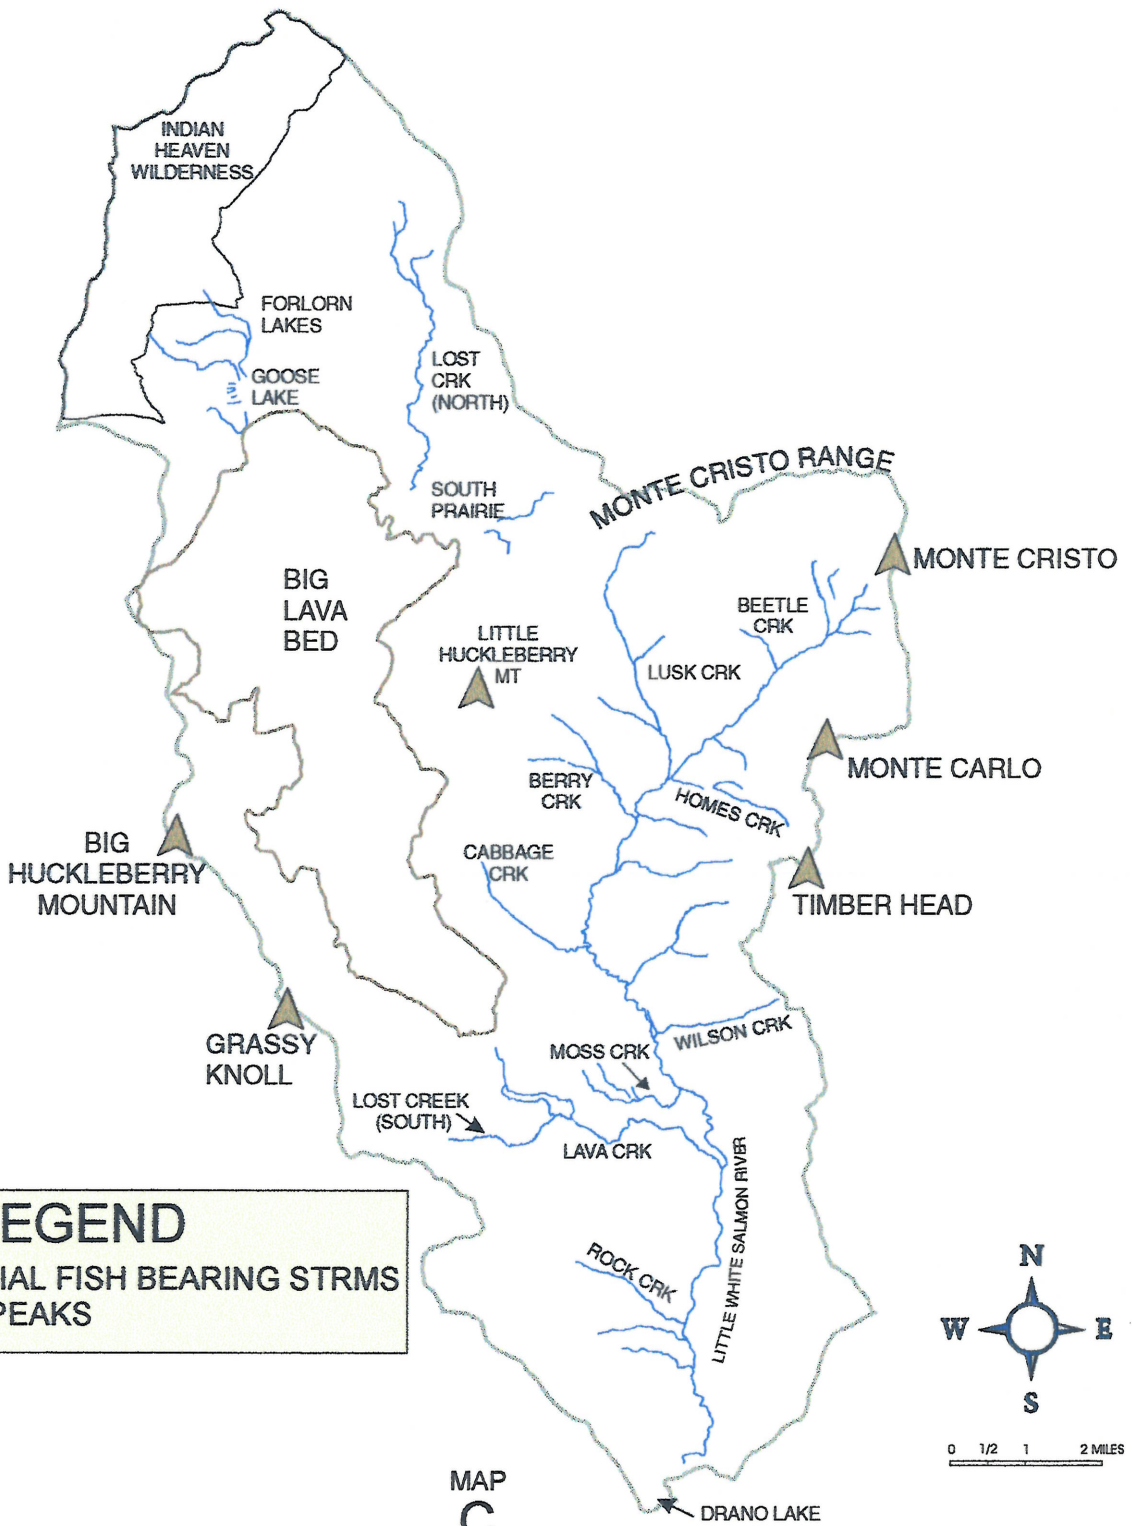 INDIAN
HEAVEN
WILDERNESS
FORLORN
LAKES
GOOSE
LAKE
LOST
CRK
(NORTH)
SOUTH
PRAIRIE
MONTE CRISTO RANGE
MONTE CRISTO
BIG
LAVA
BED
BEETLE
CRK
LITTLE
HUCKLEBERRY
MT
LUSK CRK
MONTE CARLO
BERRY
CRK
HOMES CRK
BIG
HUCKLEBERRY
MOUNTAIN
CABBAGE
CRK
TIMBER HEAD
GRASSY
KNOLL
WILSON CRK
MOSS CRK
LOST CREEK
(SOUTH)
LAVA CRK
LITTLE WHITE SALMON RIVER
EGEND
IAL FISH BEARING STRMS
PEAKS
ROCK CRK
N
W E
S
0 1/2 1 2 MILES
MAP
C
DRANO LAKE